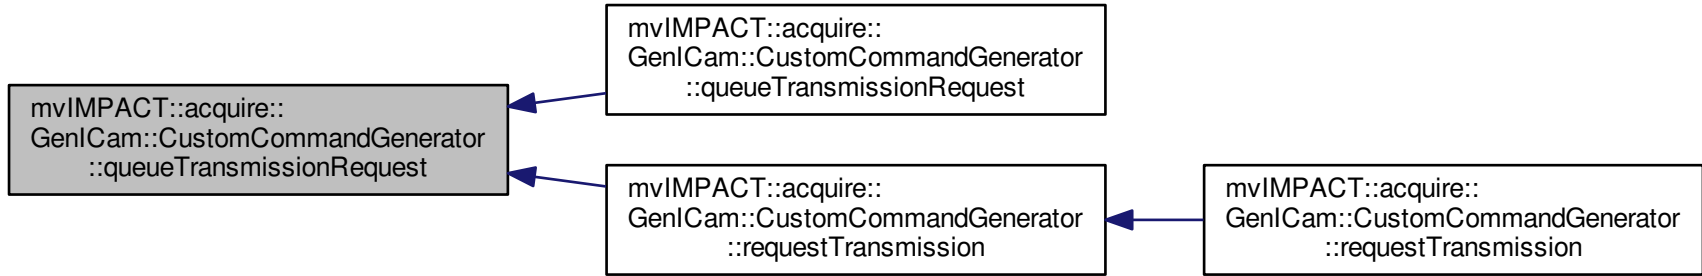 mvIMPACT::acquire::
GenICam::CustomCommandGenerator
::queueTransmissionRequest
mvIMPACT::acquire::
GenICam::CustomCommandGenerator
::queueTransmissionRequest
mvIMPACT::acquire::
GenICam::CustomCommandGenerator
::requestTransmission
mvIMPACT::acquire::
GenICam::CustomCommandGenerator
::requestTransmission